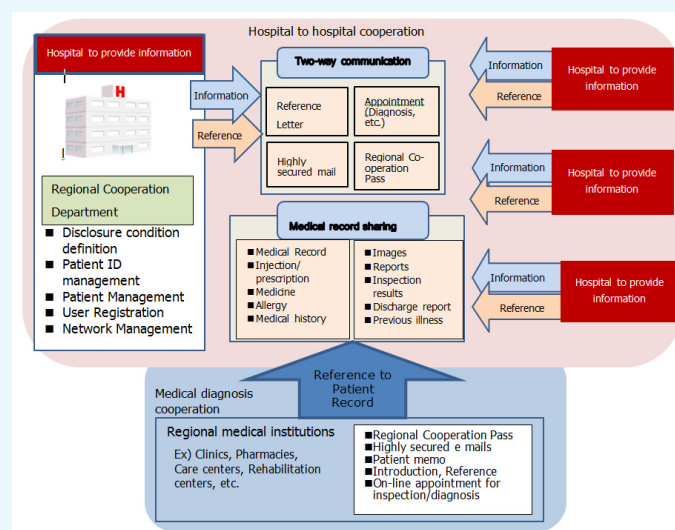 Hospital to hospital cooperation
Hospital to provide information
H
Regional Cooperation
Department
■ Disclosure condition
definition
■ Patient ID
management
■ Patient Management
■ User Registration
■ Network Management
Information
Reference
Two-way communication
Reference
Letter
Appointment
(Diagnosis,
etc.)
Highly
secured mail
Regional Co-
operation
Pass
Medical record sharing
■ Medical Record
■ Injection/
prescription
■ Medicine
■ Allergy
■ Medical history
■ Images
■ Reports
■ Inspection
results
■ Discharge report
■ Previous illness
Information
Reference
Hospital to provide
information
Information
Reference
Hospital to provide
information
Information
Reference
Hospital to provide
information
Reference to
Patient
Record
Medical diagnosis
cooperation
Regional medical institutions
Ex) Clinics, Pharmacies,
Care centers, Rehabilitation
centers, etc.
■Regional Cooperation Pass
■Highly secured e mails
■Patient memo
■Introduction, Reference
■On-line appointment for
inspection/diagnosis